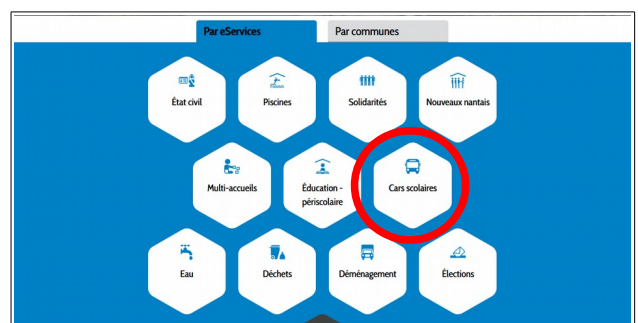 Par eServices
Par communes
État civil
Piscines
Solidarités
Nouveaux nantais
Multi-accueils
Éducation -
périscolaire
Cars scolaires
Eau
Déchets
Déménagement
Élections